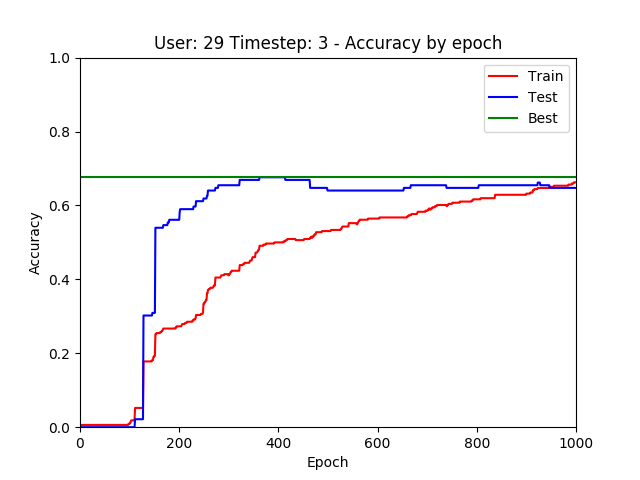 User: 29 Timestep: 3 - Accuracy by epoch
1.0
0.8
0.6
0.4
0.2
0.0
Accuracy
Train
Test
Best
0 200 400 600 800 1000
Epoch